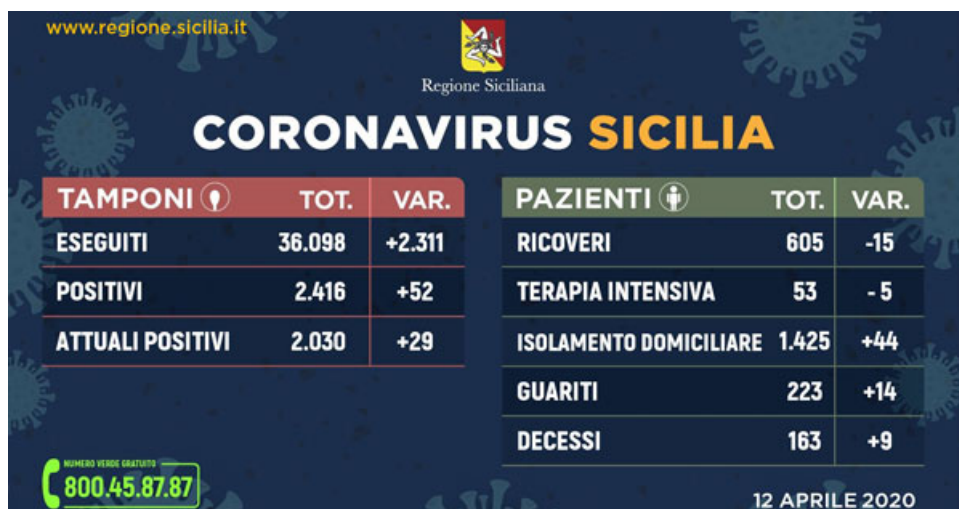 www.regione.sicilia.it
Regione Siciliana
CORONAVIRUS SICILIA
TAMPONI TOT. VAR.
ESEGUITI 36.098 +2.311
POSITIVI 2.416 +52
ATTUALI POSITIVI 2.030 +29
PAZIENTI TOT. VAR.
RICOVERI 605 -15
TERAPIA INTENSIVA 53 - 5
ISOLAMENTO DOMICILIARE 1.425 +44
GUARITI 223 +14
DECESSI 163 +9
NUMERO VERDE GRATUITO
800.45.87.87
12 APRILE 2020